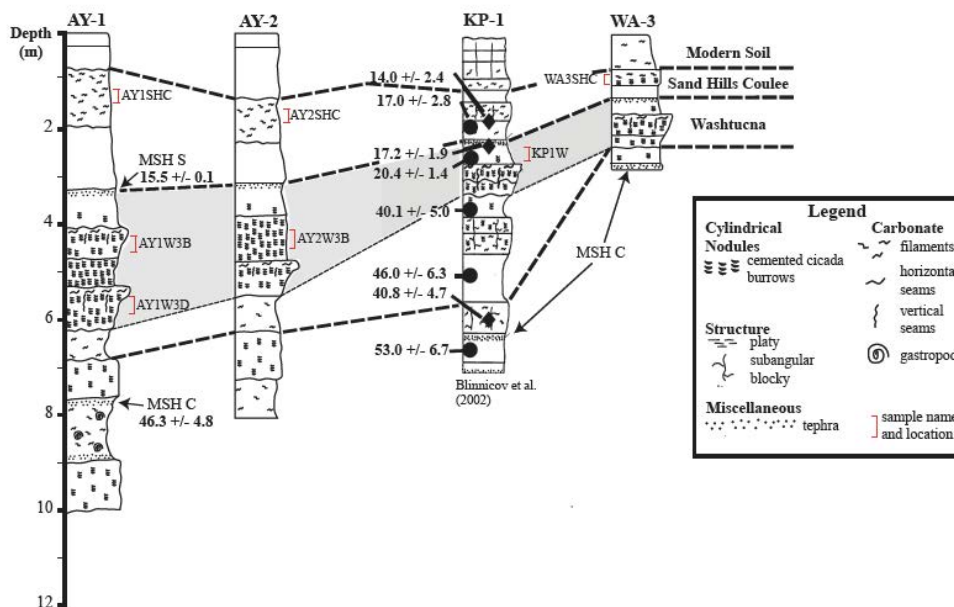 AY-1
AY-2
KP-1
WA-3
Depth
(m)
2
4
6
8
10
12
AY1SHC
MSH S
15.5 +/- 0.1
AY1W3B
AY1W3D
MSH C
46.3 +/- 4.8
AY2SHC
AY2W3B
14.0 +/- 2.4
17.0 +/- 2.8
17.2 +/- 1.9
20.4 +/- 1.4
40.1 +/- 5.0
46.0 +/- 6.3
40.8 +/- 4.7
53.0 +/- 6.7
KP1W
Blinnicov et al.
(2002)
WA3SHC
MSH C
Modern Soil
Sand Hills Coulee
Washtucna
Legend
Cylindrical
Nodules
cemented cicada
burrows
Structure
platy
subangular
blocky
Miscellaneous
tephra
Carbonate
filaments
horizonta
seams
vertical
seams
gastropod
sample name
and location